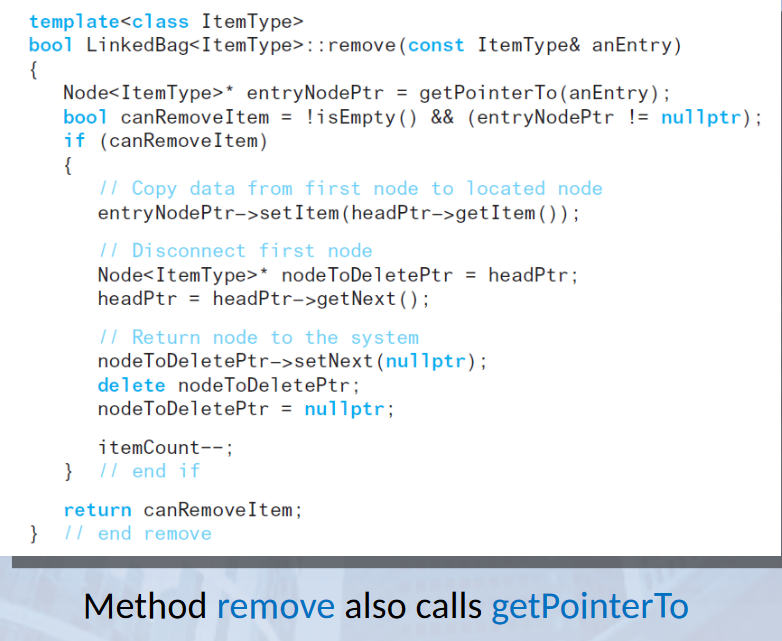 template<class ItemType>
bool LinkedBag<ItemType>::remove(const ItemType& anEntry)
{
   Node<ItemType>* entryNodePtr = getPointerTo(anEntry);
   bool canRemoveItem = !isEmpty() && (entryNodePtr != nullptr);
   if (canRemoveItem)
   {
      // Copy data from first node to located node
      entryNodePtr->setItem(headPtr->getItem());
      // Disconnect first node
      Node<ItemType>* nodeToDeletePtr = headPtr;
      headPtr = headPtr->getNext();
      // Return node to the system
      nodeToDeletePtr->setNext(nullptr);
      delete nodeToDeletePtr;
      nodeToDeletePtr = nullptr;
      itemCount--;
   }  // end if
   return canRemoveItem;
}  // end remove
Method remove also calls getPointerTo